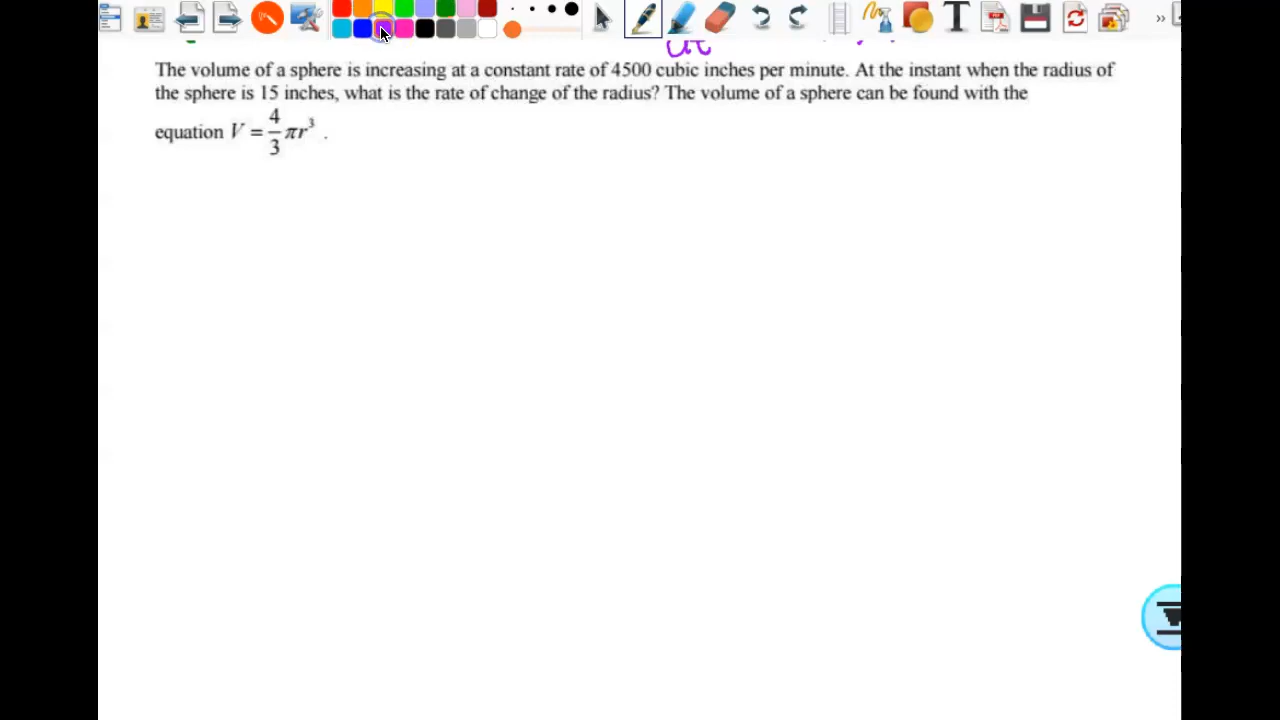 dt
The volume of a sphere is increasing at a constant rate of 4500 cubic inches per minute. At the instant when the radius of
the sphere is 15 inches, what is the rate of change of the radius? The volume of a sphere can be found with the
equation V = 4/3 πr³ .